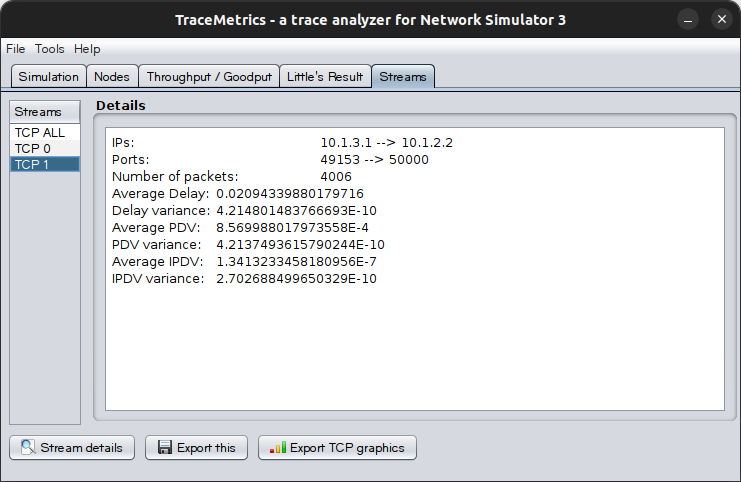 TraceMetrics - a trace analyzer for Network Simulator 3
File Tools Help
Simulation Nodes Throughput / Goodput Little's Result Streams
Streams
TCP ALL
TCP 0
TCP 1
Details
IPs: 10.1.3.1 --> 10.1.2.2
Ports: 49153 --> 50000
Number of packets: 4006
Average Delay: 0.02094339880179716
Delay variance: 4.214801483766693E-10
Average PDV: 8.569988017973558E-4
PDV variance: 4.2137493615790244E-10
Average IPDV: 1.3413233458180956E-7
IPDV variance: 2.702688499650329E-10
Stream details Export this Export TCP graphics